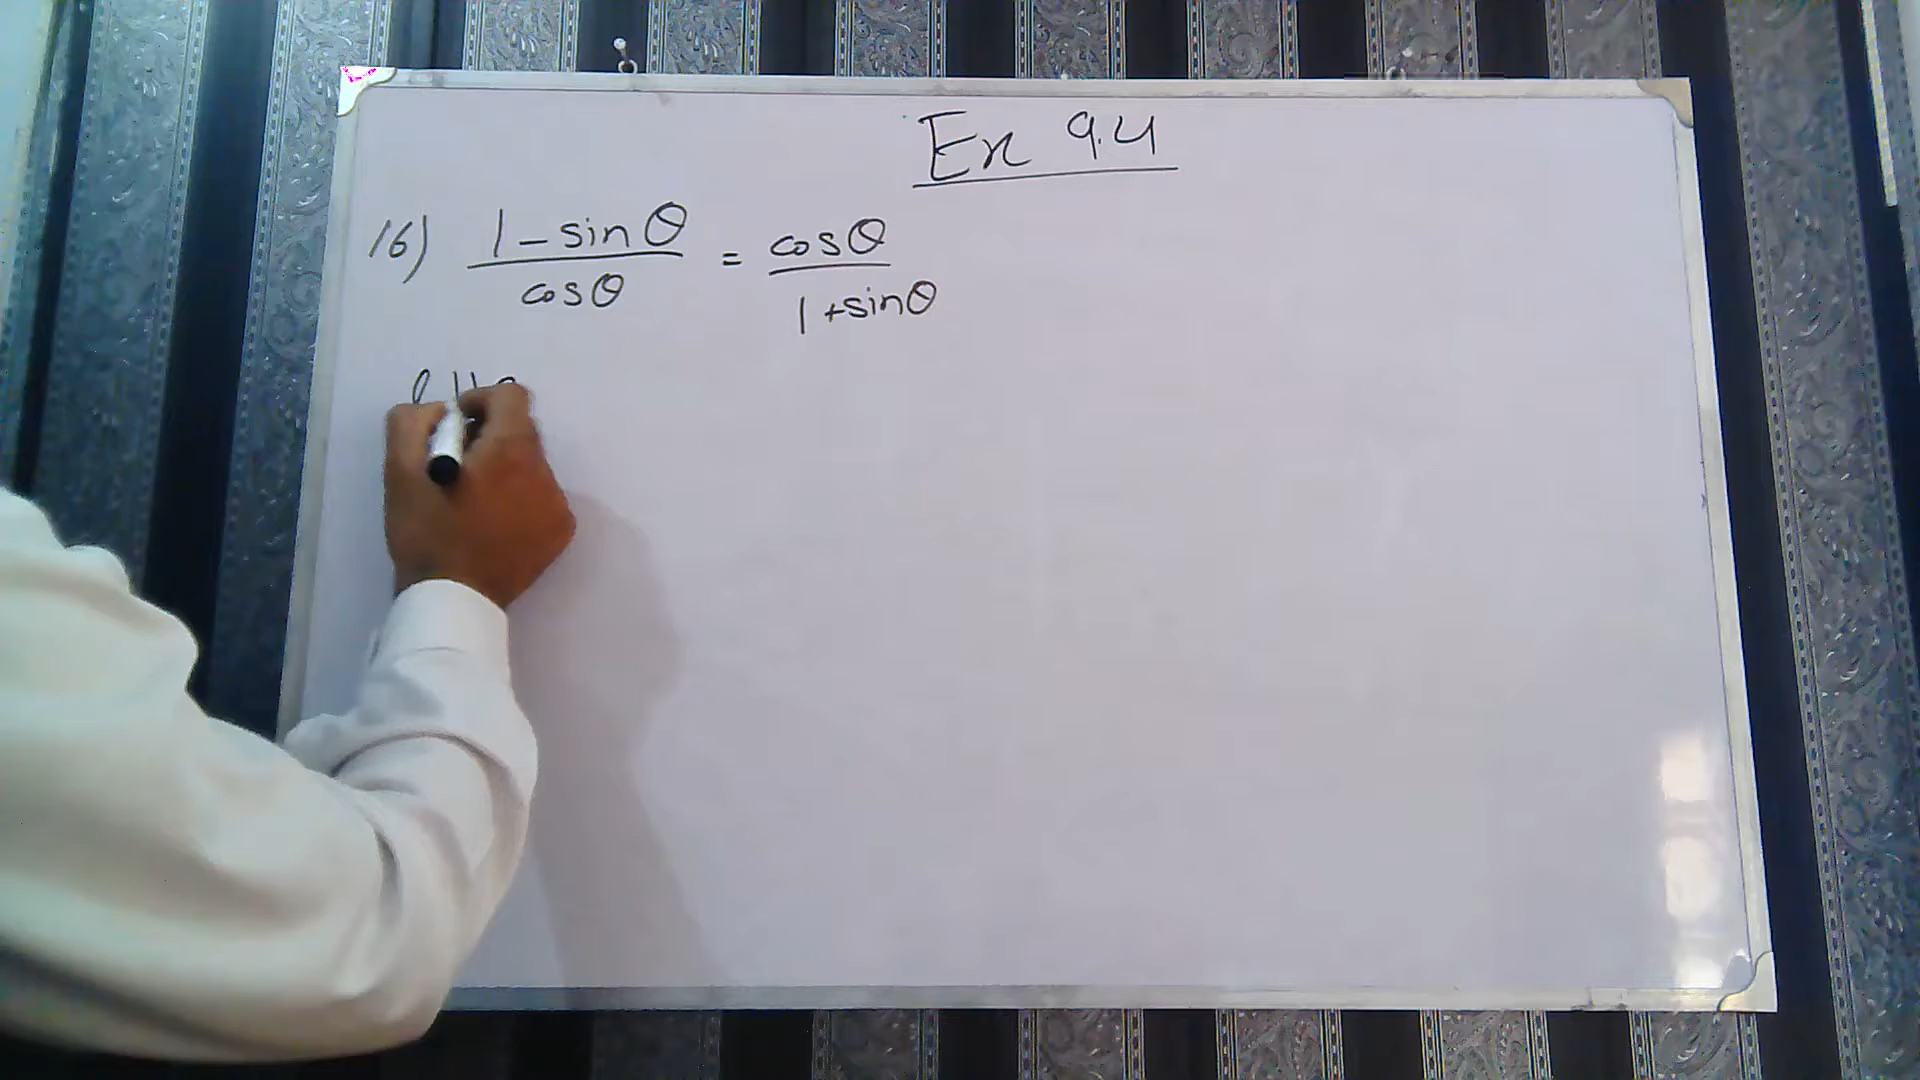 Ex 9.4
16) 1 - sinθ / cosθ = cosθ / 1 + sinθ